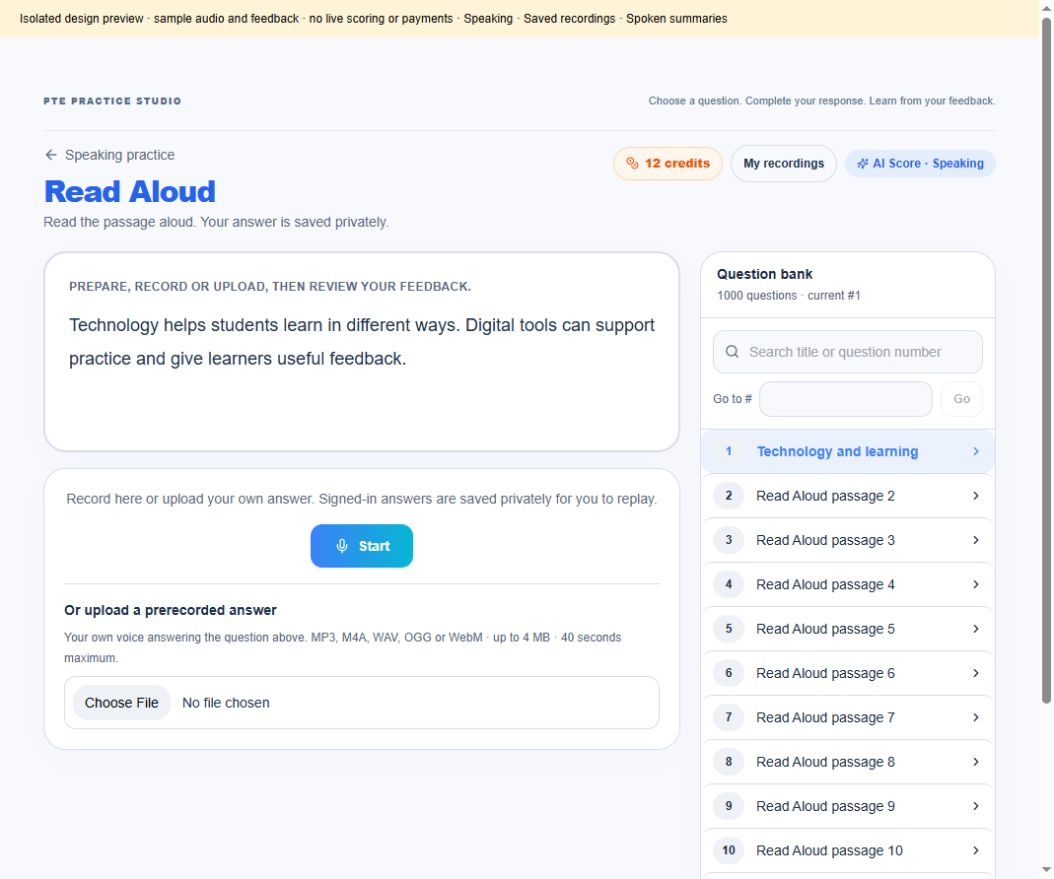 Isolated design preview · sample audio and feedback · no live scoring or payments · Speaking · Saved recordings · Spoken summaries
PTE PRACTICE STUDIO
Choose a question. Complete your response. Learn from your feedback.
Speaking practice
12 credits
My recordings
AI Score · Speaking
Read Aloud
Read the passage aloud. Your answer is saved privately.
PREPARE, RECORD OR UPLOAD, THEN REVIEW YOUR FEEDBACK.
Technology helps students learn in different ways. Digital tools can support
practice and give learners useful feedback.
Record here or upload your own answer. Signed-in answers are saved privately for you to replay.
Start
Or upload a prerecorded answer
Your own voice answering the question above. MP3, M4A, WAV, OGG or WebM · up to 4 MB · 40 seconds
maximum.
Choose File No file chosen
Question bank
1000 questions · current #1
Search title or question number
Go to # Go
1 Technology and learning
2 Read Aloud passage 2
3 Read Aloud passage 3
4 Read Aloud passage 4
5 Read Aloud passage 5
6 Read Aloud passage 6
7 Read Aloud passage 7
8 Read Aloud passage 8
9 Read Aloud passage 9
10 Read Aloud passage 10